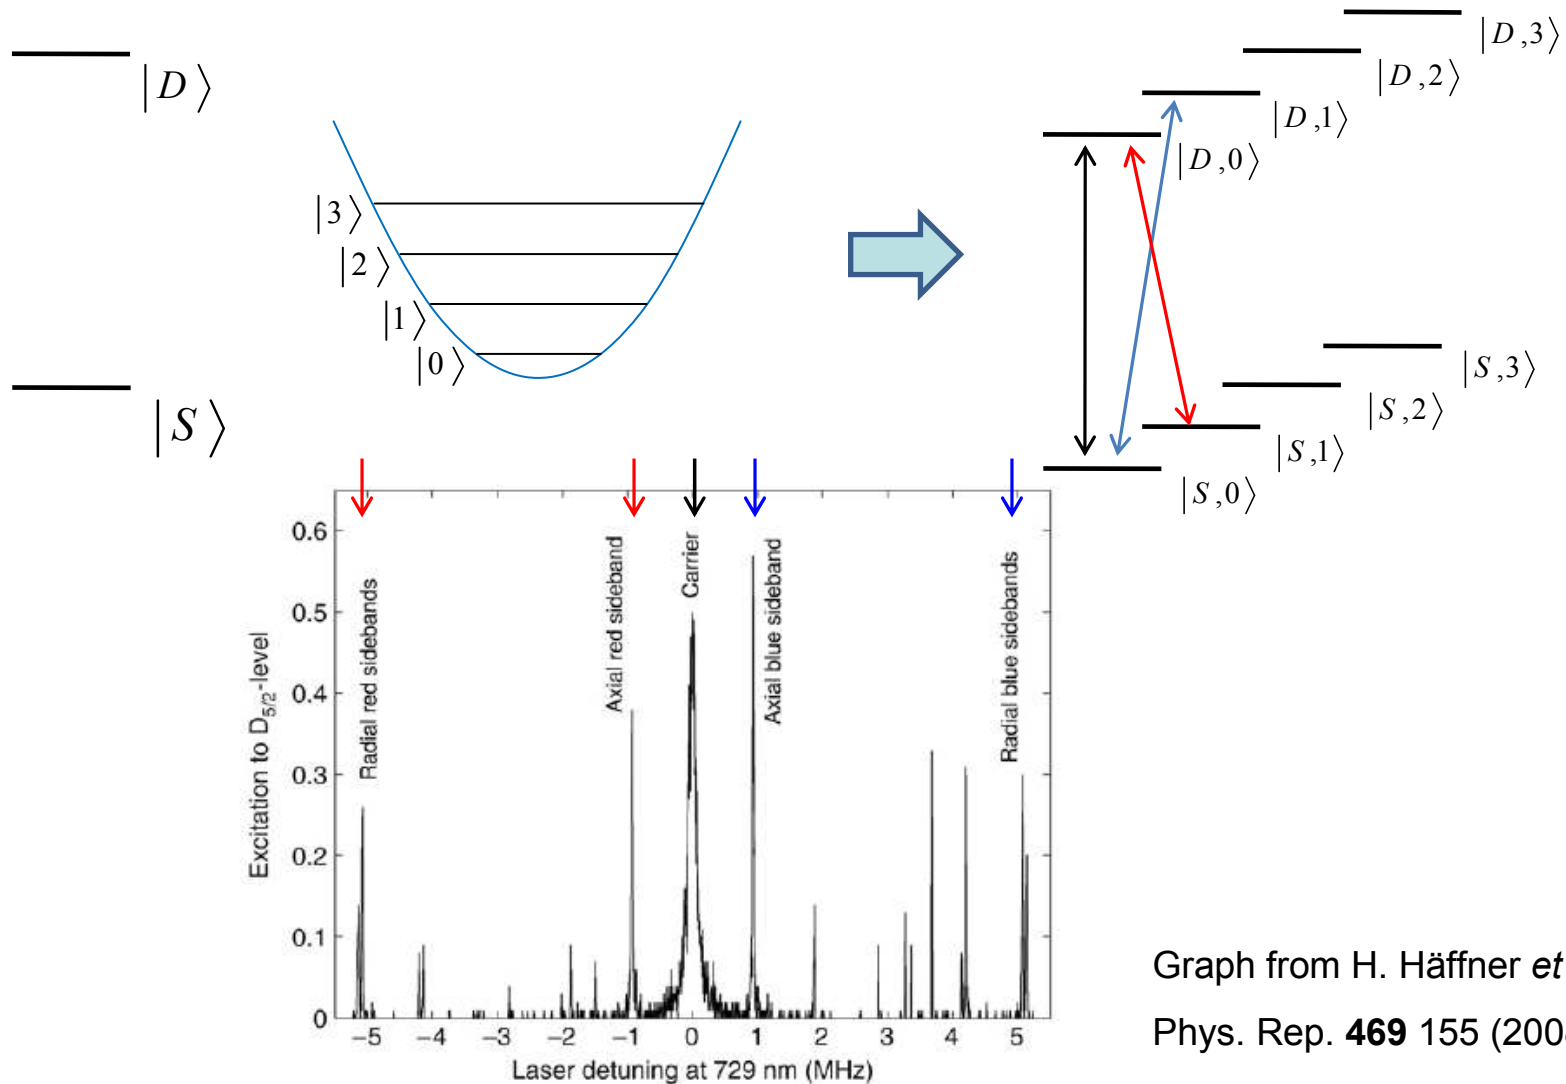 |D⟩
|S⟩
|3⟩
|2⟩
|1⟩
|0⟩
|D,3⟩
|D,2⟩
|D,1⟩
|D,0⟩
|S,3⟩
|S,2⟩
|S,1⟩
|S,0⟩
Radial red sidebands
Axial red sideband
Carrier
Axial blue sideband
Radial blue sidebands
Excitation to D5/2-level
0.6
0.5
0.4
0.3
0.2
0.1
0
−5 −4 −3 −2 −1 0 1 2 3 4 5
Laser detuning at 729 nm (MHz)
Graph from H. Häffner et
Phys. Rep. 469 155 (200